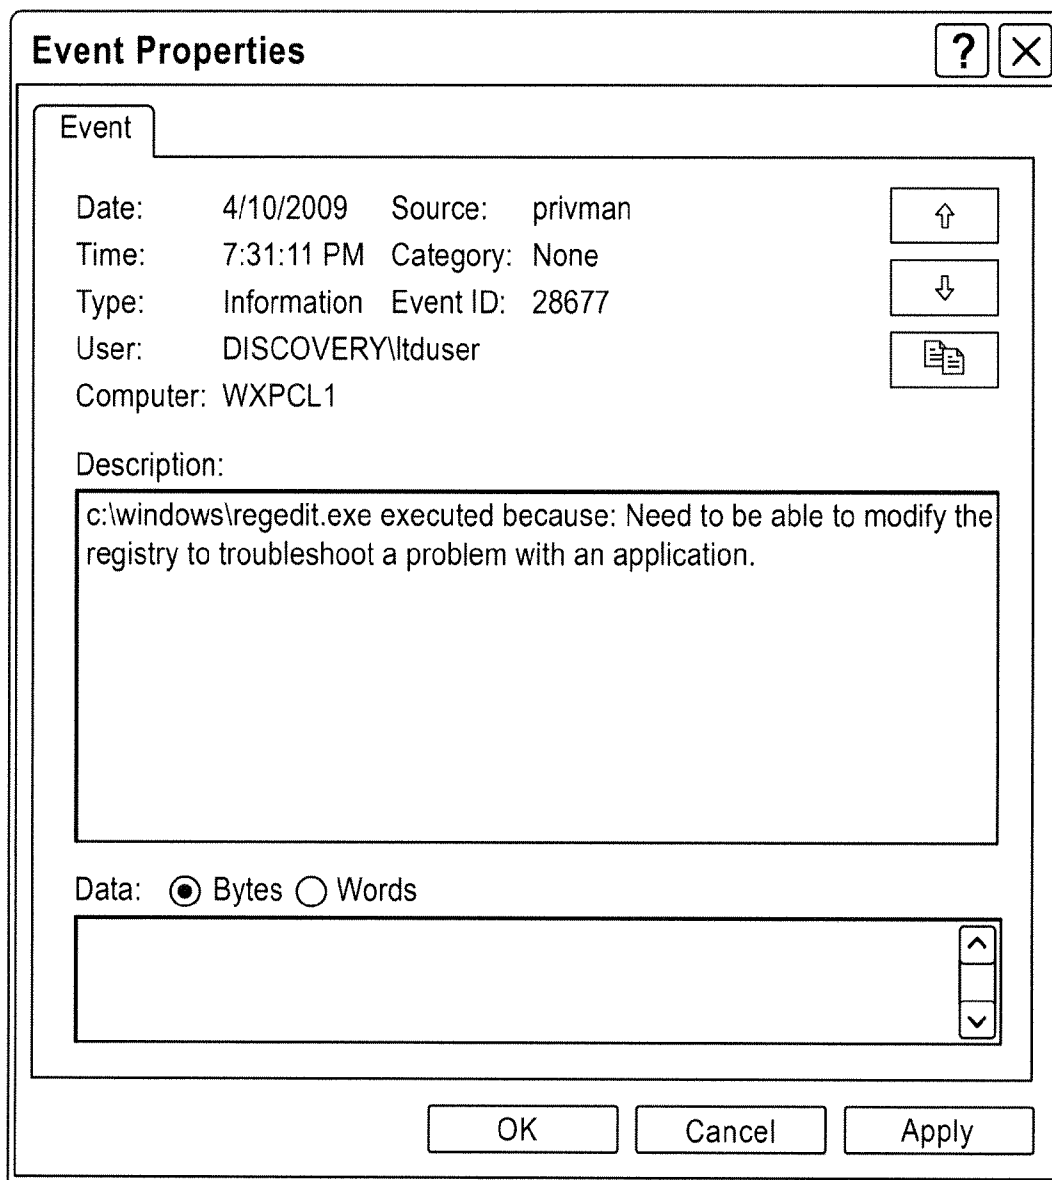 Event Properties
?
Event
Date: 4/10/2009 Source: privman
Time: 7:31:11 PM Category: None
Type: Information Event ID: 28677
User: DISCOVERY\ltduser
Computer: WXPCL1
Description:
c:\windows\regedit.exe executed because: Need to be able to modify the
registry to troubleshoot a problem with an application.
Data: Bytes Words
OK Cancel Apply